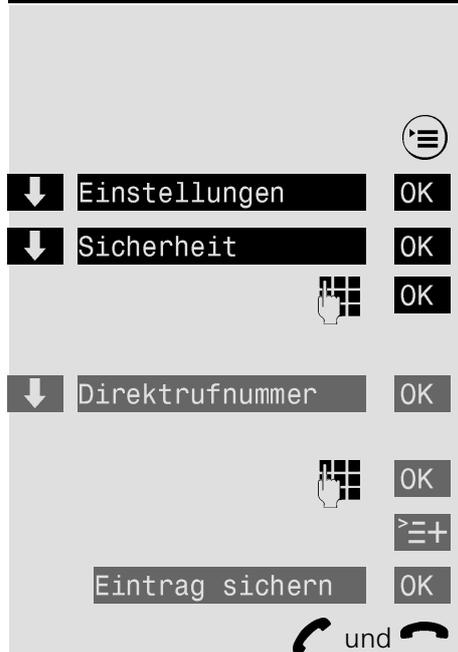 Einstellungen OK
Sicherheit OK
OK
Direktrufnummer OK
OK
Eintrag sichern OK
und